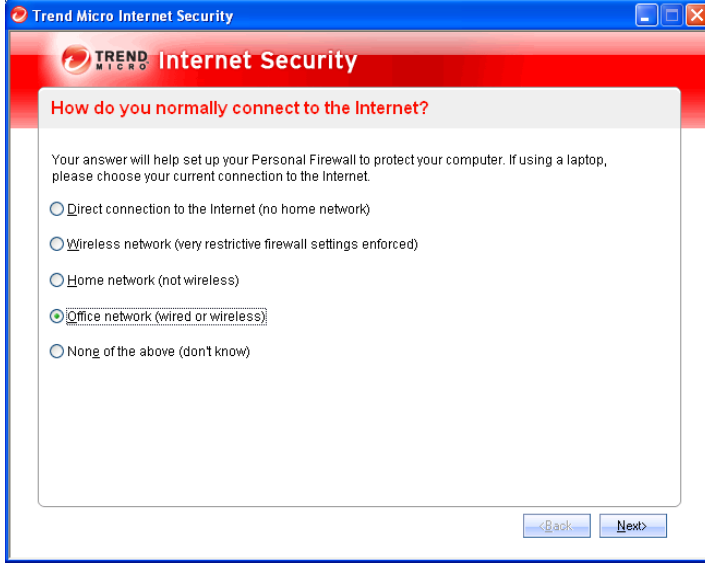 Trend Micro Internet Security
TREND MICRO Internet Security
How do you normally connect to the Internet?
Your answer will help set up your Personal Firewall to protect your computer. If using a laptop,
please choose your current connection to the Internet.
Direct connection to the Internet (no home network)
Wireless network (very restrictive firewall settings enforced)
Home network (not wireless)
Office network (wired or wireless)
None of the above (don't know)
<Back Next>